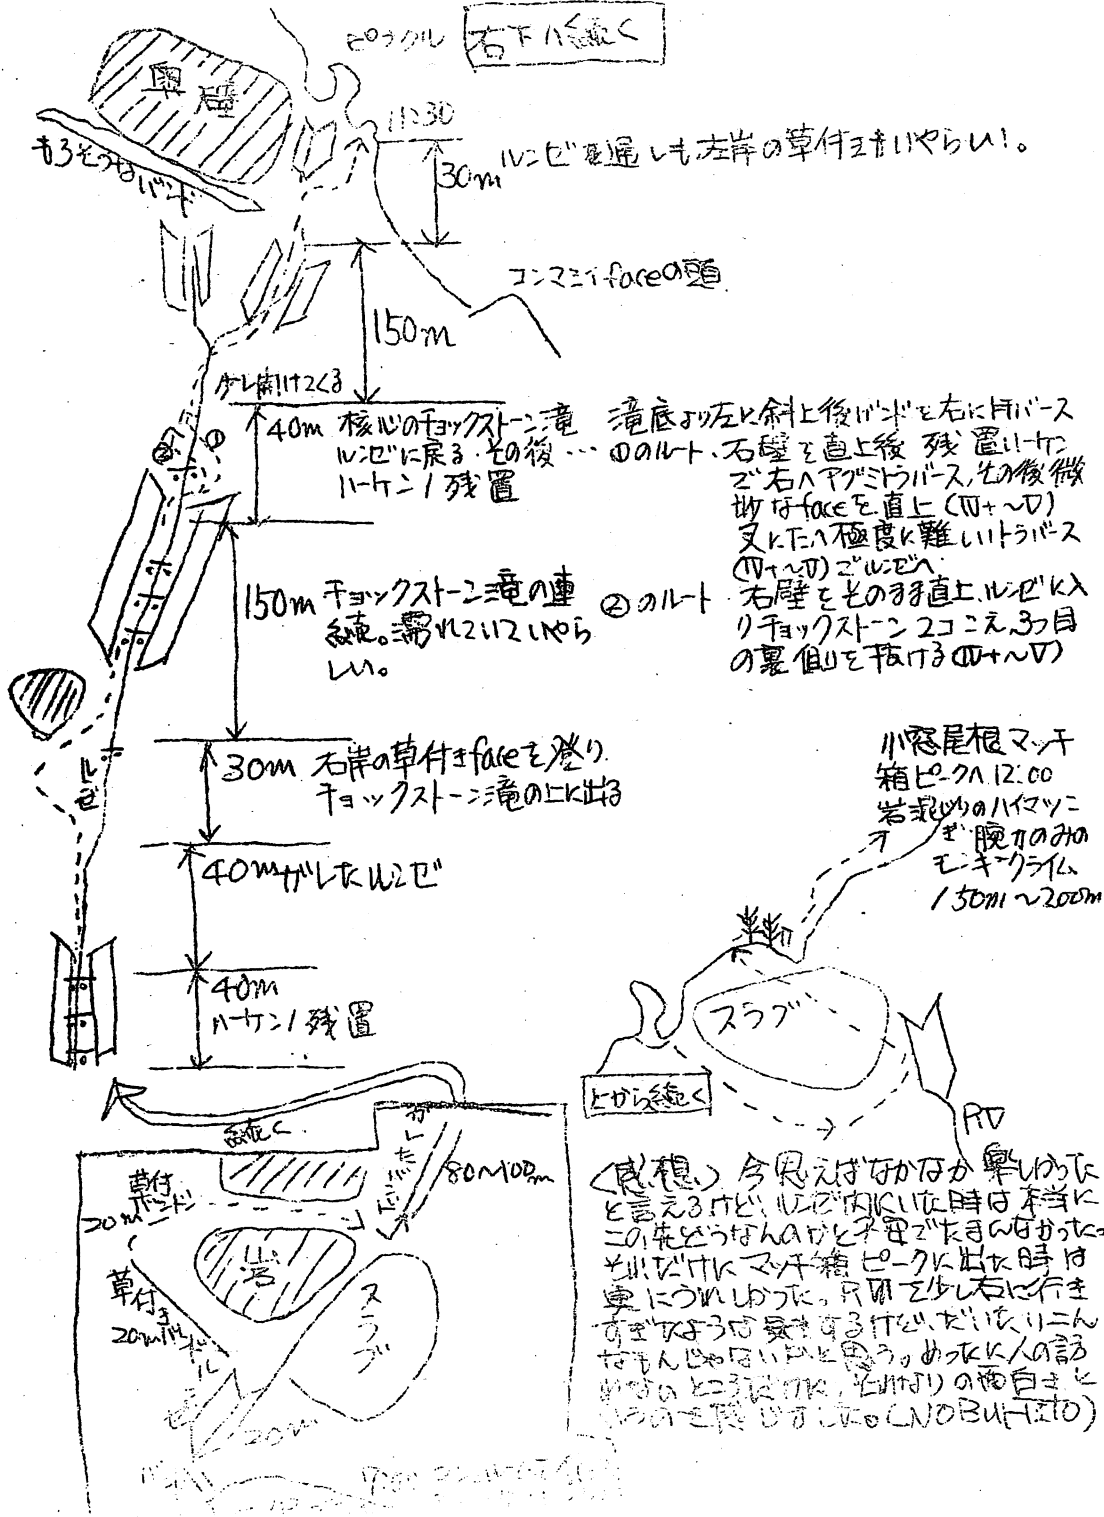 ピナクル
右下へ続く
奥壁
もろそうなバンド
11:30
30m
ルンゼ通しも左岸の草付きもいやらしい。
コンマ三イfaceの頭
150m
少し開けてくる
40m 核心のチョックストーン滝
ルンゼに戻る。その後…
ハーケン1残置
滝底より左に斜上後バンドを右にトラバース
①のルート・右壁を直上後 残置ハーケン
で右へアブミトラバース、その後微
妙なfaceを直上(Ⅳ+~Ⅴ)
極度に難しいトラバース
(Ⅳ+~Ⅴ)でルンゼへ。
②
①
150m チョックストーン滝の連
続。濡れていていやら
しい。
②のルート・右壁をそのまま直上、ルンゼに入
りチョックストーン2コこえ、3つ目
の裏側を抜ける(Ⅳ+~Ⅴ)
30m 右岸の草付きfaceを登り
チョックストーン滝の上に出る
ルンゼ
40mガレたルンゼ
40m
ハーケン1残置
小窓尾根マッチ
箱ピークへ12:00
岩混じりのハイマツこ
ぎ・腕力のみの
モンキークライム
150m~200m
スラブ
上から続く
続く
ガレたルンゼ
80~100m
草付バンド
20m
岩
スラブ
草付き
20m
20m
<感想> 今思えばなかなか楽しかった
と言えるけど、ルンゼ内にいた時は本当に
この先どうなんのかと不安でたまんなかった。
それだけにマッチ箱ピークに出た時は
実にうれしかった。 を少し右に行き
すぎたような気もするけど、だいたいこん
なもんじゃないかと思う。めったに人の訪
めないところだけに、それなりの面白さと
いうのを感じました。(NOBUHITO)